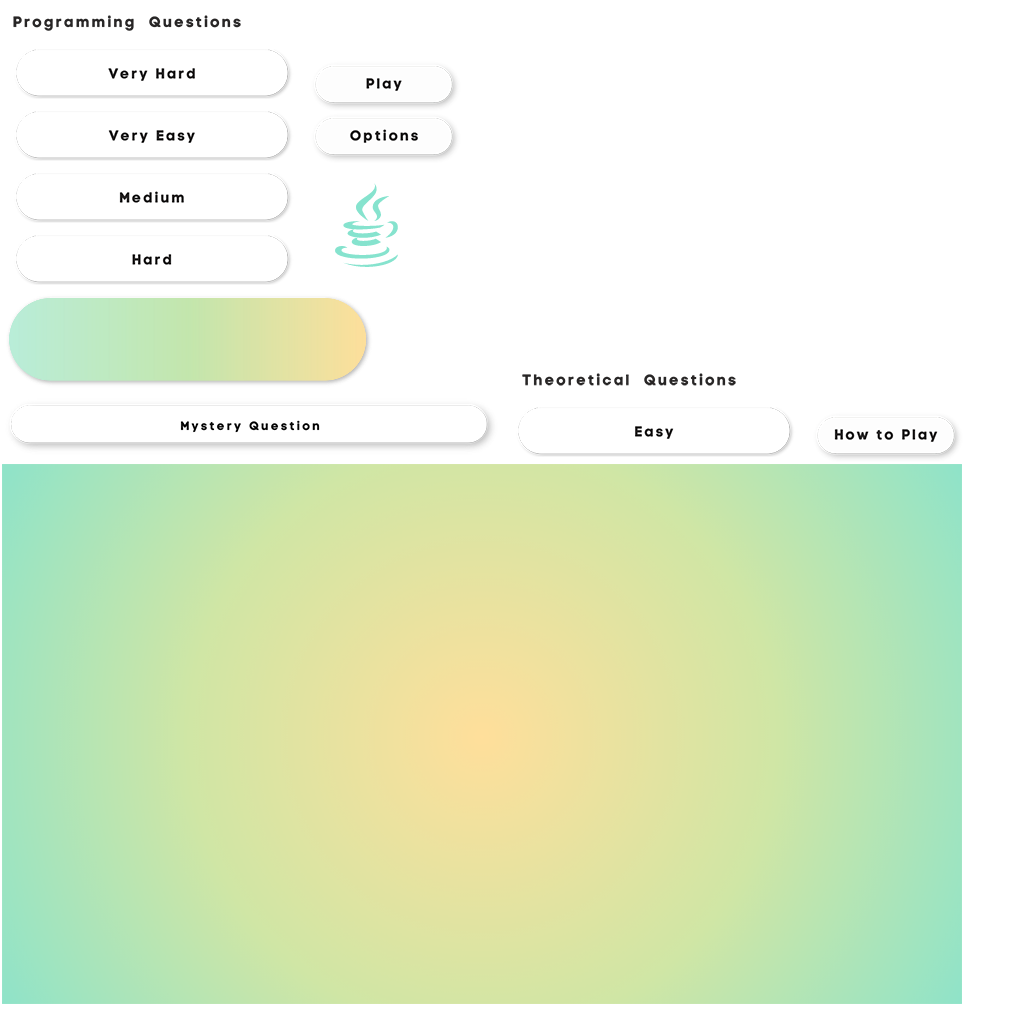 Programming Questions
Very Hard
Play
Very Easy
Options
Medium
Hard
Theoretical Questions
Mystery Question
Easy
How to Play